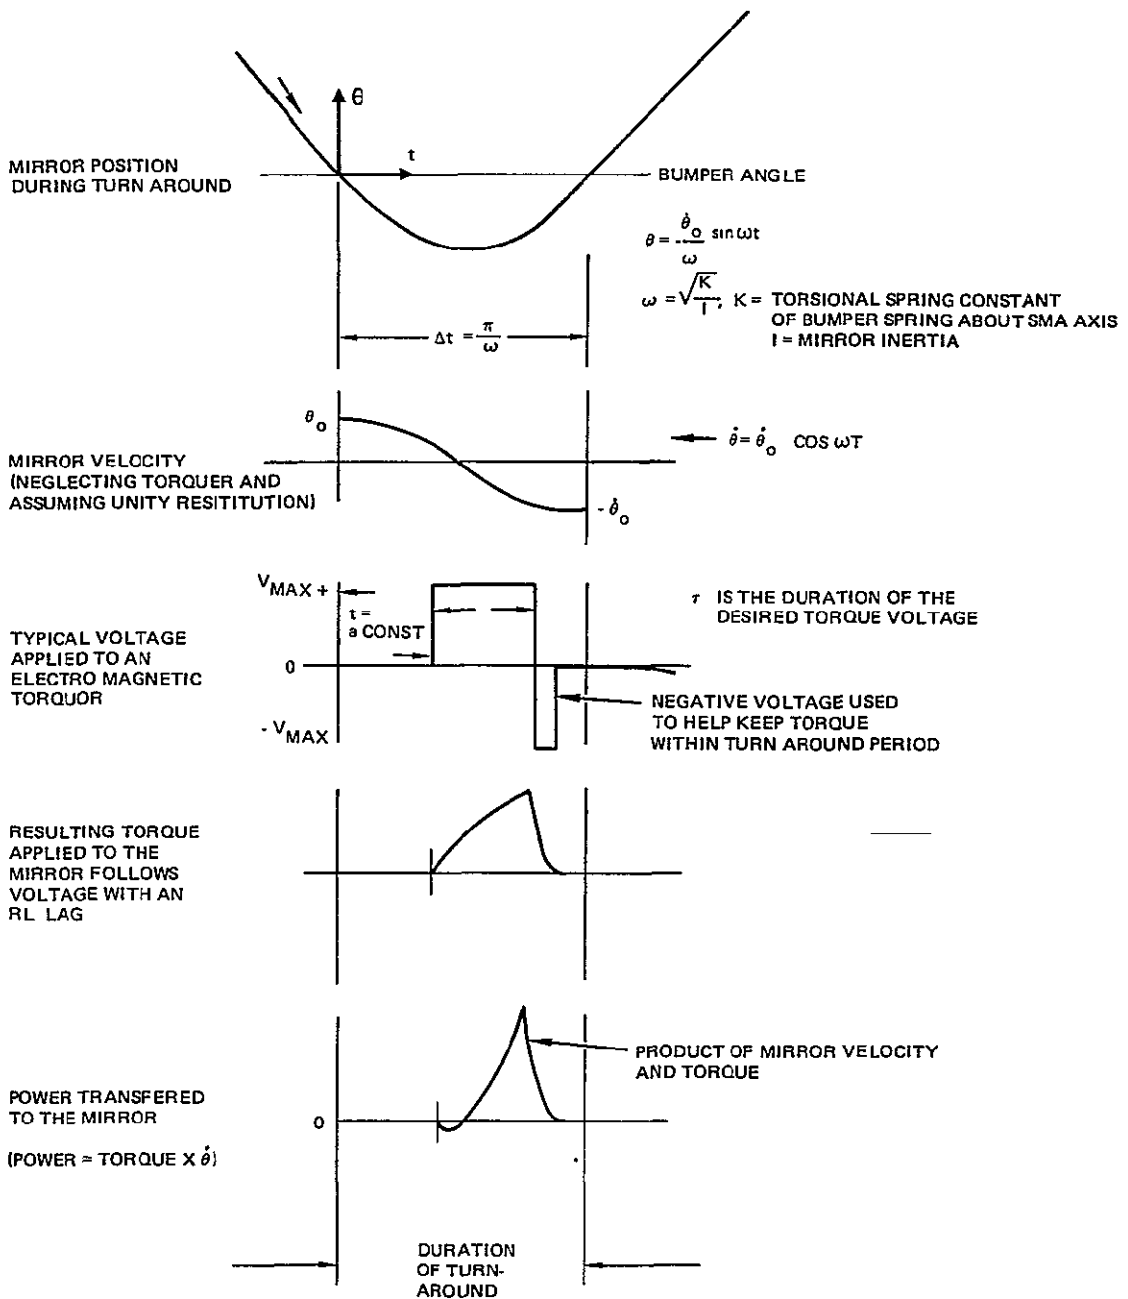 θ
t
MIRROR POSITION
DURING TURN AROUND
BUMPER ANGLE
θ = θ̇o/ω sin ωt
ω = √K/I, K = TORSIONAL SPRING CONSTANT
OF BUMPER SPRING ABOUT SMA AXIS
I = MIRROR INERTIA
Δt = π/ω
θo
θ̇ = θ̇o COS ωT
MIRROR VELOCITY
(NEGLECTING TORQUER AND
ASSUMING UNITY RESITITUTION)
- θ̇o
VMAX +
t =
a CONST
τ IS THE DURATION OF THE
DESIRED TORQUE VOLTAGE
TYPICAL VOLTAGE
APPLIED TO AN
ELECTRO MAGNETIC
TORQUOR
0
- VMAX
NEGATIVE VOLTAGE USED
TO HELP KEEP TORQUE
WITHIN TURN AROUND PERIOD
RESULTING TORQUE
APPLIED TO THE
MIRROR FOLLOWS
VOLTAGE WITH AN
RL LAG
PRODUCT OF MIRROR VELOCITY
AND TORQUE
POWER TRANSFERED
TO THE MIRROR
0
(POWER = TORQUE X θ̇)
DURATION
OF TURN-
AROUND